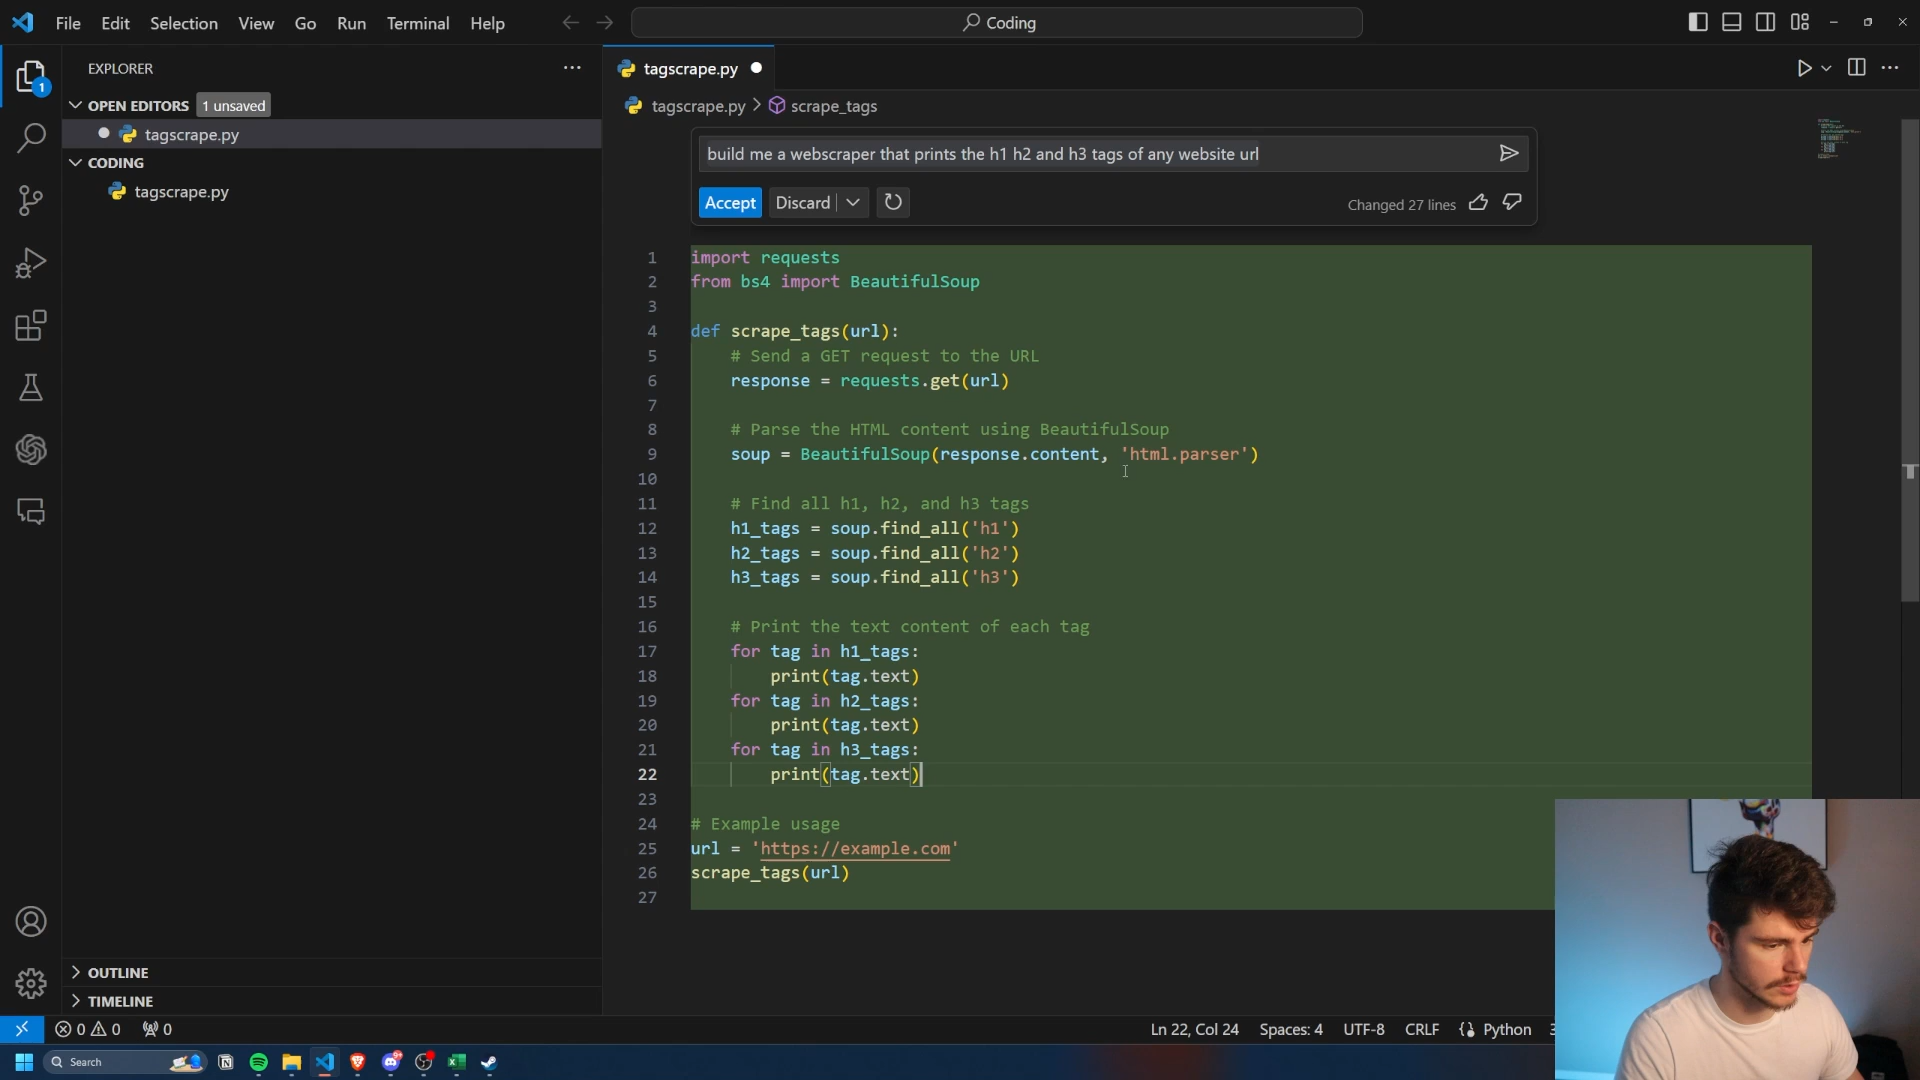 File Edit Selection View Go Run Terminal Help
Coding
EXPLORER
OPEN EDITORS 1 unsaved
tagscrape.py
CODING
tagscrape.py
1
tagscrape.py
tagscrape.py > scrape_tags
build me a webscraper that prints the h1 h2 and h3 tags of any website url
Accept Discard
Changed 27 lines
1 import requests
2 from bs4 import BeautifulSoup
3
4 def scrape_tags(url):
5 # Send a GET request to the URL
6 response = requests.get(url)
7
8 # Parse the HTML content using BeautifulSoup
9 soup = BeautifulSoup(response.content, 'html.parser')
10
11 # Find all h1, h2, and h3 tags
12 h1_tags = soup.find_all('h1')
13 h2_tags = soup.find_all('h2')
14 h3_tags = soup.find_all('h3')
15
16 # Print the text content of each tag
17 for tag in h1_tags:
18 print(tag.text)
19 for tag in h2_tags:
20 print(tag.text)
21 for tag in h3_tags:
22 print(tag.text)
23
24 # Example usage
25 url = 'https://example.com'
26 scrape_tags(url)
27
OUTLINE
TIMELINE
0 0 0
Ln 22, Col 24 Spaces: 4 UTF-8 CRLF Python
Search